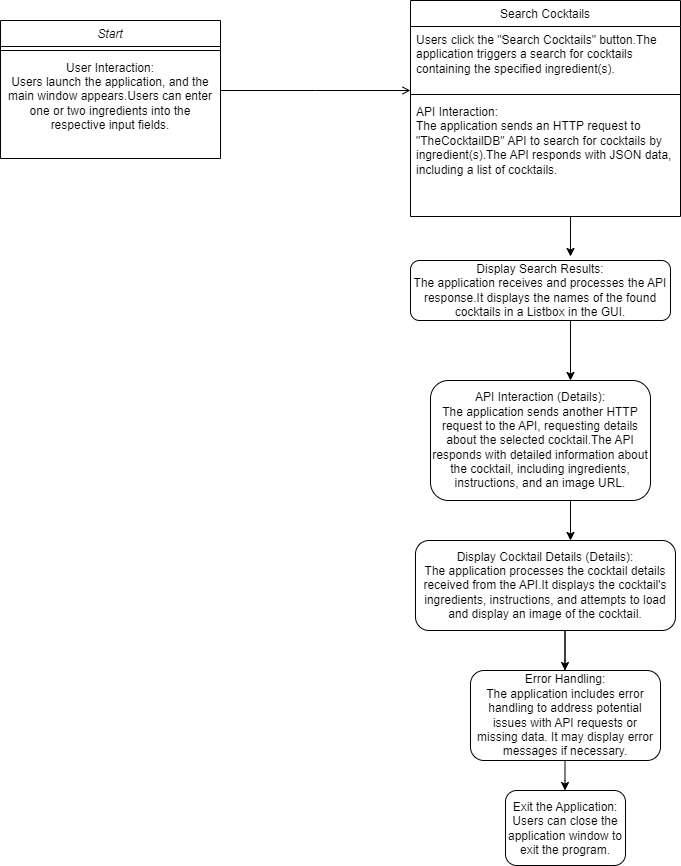 Start
User Interaction:
Users launch the application, and the
main window appears.Users can enter
one or two ingredients into the
respective input fields.
Search Cocktails
Users click the "Search Cocktails" button.The
application triggers a search for cocktails
containing the specified ingredient(s).
API Interaction:
The application sends an HTTP request to
"TheCocktailDB" API to search for cocktails by
ingredient(s).The API responds with JSON data,
including a list of cocktails.
Display Search Results:
The application receives and processes the API
response.It displays the names of the found
cocktails in a Listbox in the GUI.
API Interaction (Details):
The application sends another HTTP
request to the API, requesting details
about the selected cocktail.The API
responds with detailed information about
the cocktail, including ingredients,
instructions, and an image URL.
Display Cocktail Details (Details):
The application processes the cocktail details
received from the API.It displays the cocktail's
ingredients, instructions, and attempts to load
and display an image of the cocktail.
Error Handling:
The application includes error
handling to address potential
issues with API requests or
missing data. It may display error
messages if necessary.
Exit the Application:
Users can close the
application window to
exit the program.